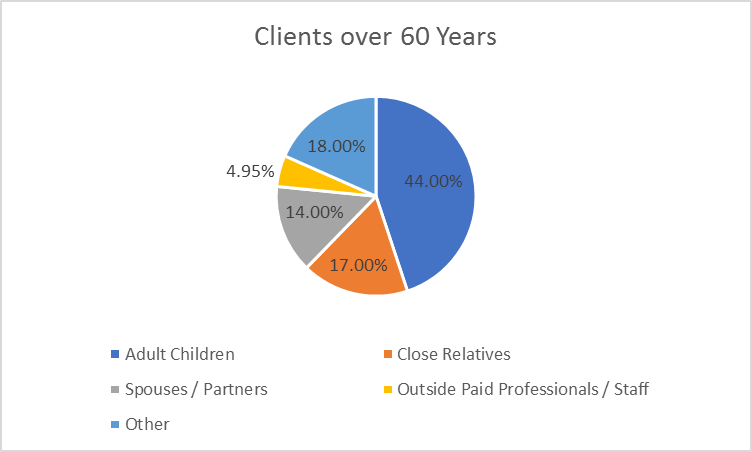 Clients over 60 Years
18.00%
44.00%
4.95%
14.00%
17.00%
Adult Children
Close Relatives
Spouses / Partners
Outside Paid Professionals / Staff
Other